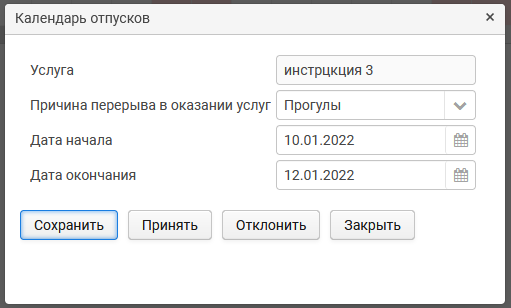 Календарь отпусков
Услуга инстрцкция 3
Причина перерыва в оказании услуг Прогулы
Дата начала 10.01.2022
Дата окончания 12.01.2022
Сохранить Принять Отклонить Закрыть